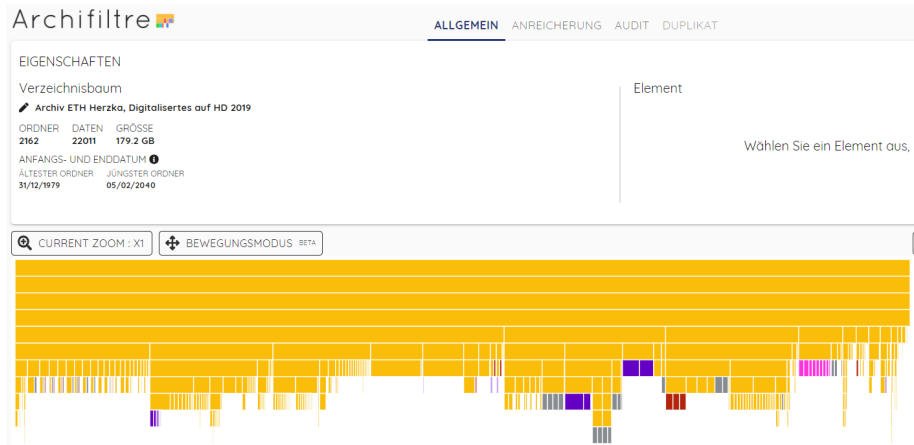 Archifiltre
ALLGEMEIN ANREICHERUNG AUDIT DUPLIKAT
EIGENSCHAFTEN
Verzeichnisbaum
Archiv ETH Herzka, Digitalisertes auf HD 2019
ORDNER DATEN GRÖSSE
2162 22011 179.2 GB
ANFANGS- UND ENDDATUM
ÄLTESTER ORDNER JÜNGSTER ORDNER
31/12/1979 05/02/2040
Element
Wählen Sie ein Element aus,
CURRENT ZOOM : X1
BEWEGUNGSMODUS BETA